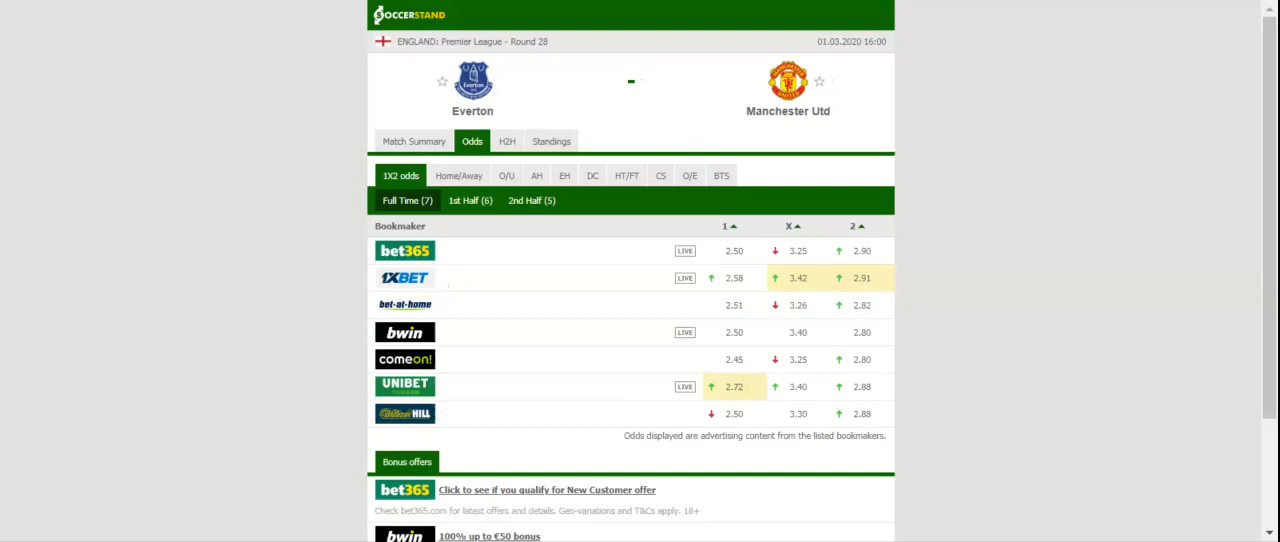 SOCCERSTAND
ENGLAND: Premier League - Round 28 01.03.2020 16:00
Everton
Everton Manchester Utd
Match Summary Odds H2H Standings
1X2 odds Home/Away O/U AH EH DC HT/FT CS O/E BTS
Full Time (7) 1st Half (6) 2nd Half (5)
Bookmaker 1 X 2
bet365 LIVE 2.50 3.25 2.90
1XBET LIVE 2.58 3.42 2.91
bet-at-home 2.51 3.26 2.82
bwin LIVE 2.50 3.40 2.80
comeon! 2.45 3.25 2.80
UNIBET LIVE 2.72 3.40 2.88
William HILL 2.50 3.30 2.88
Odds displayed are advertising content from the listed bookmakers.
Bonus offers
bet365 Click to see if you qualify for New Customer offer
Check bet365.com for latest offers and details. Geo-variations and T&Cs apply. 18+
bwin 100% up to €50 bonus